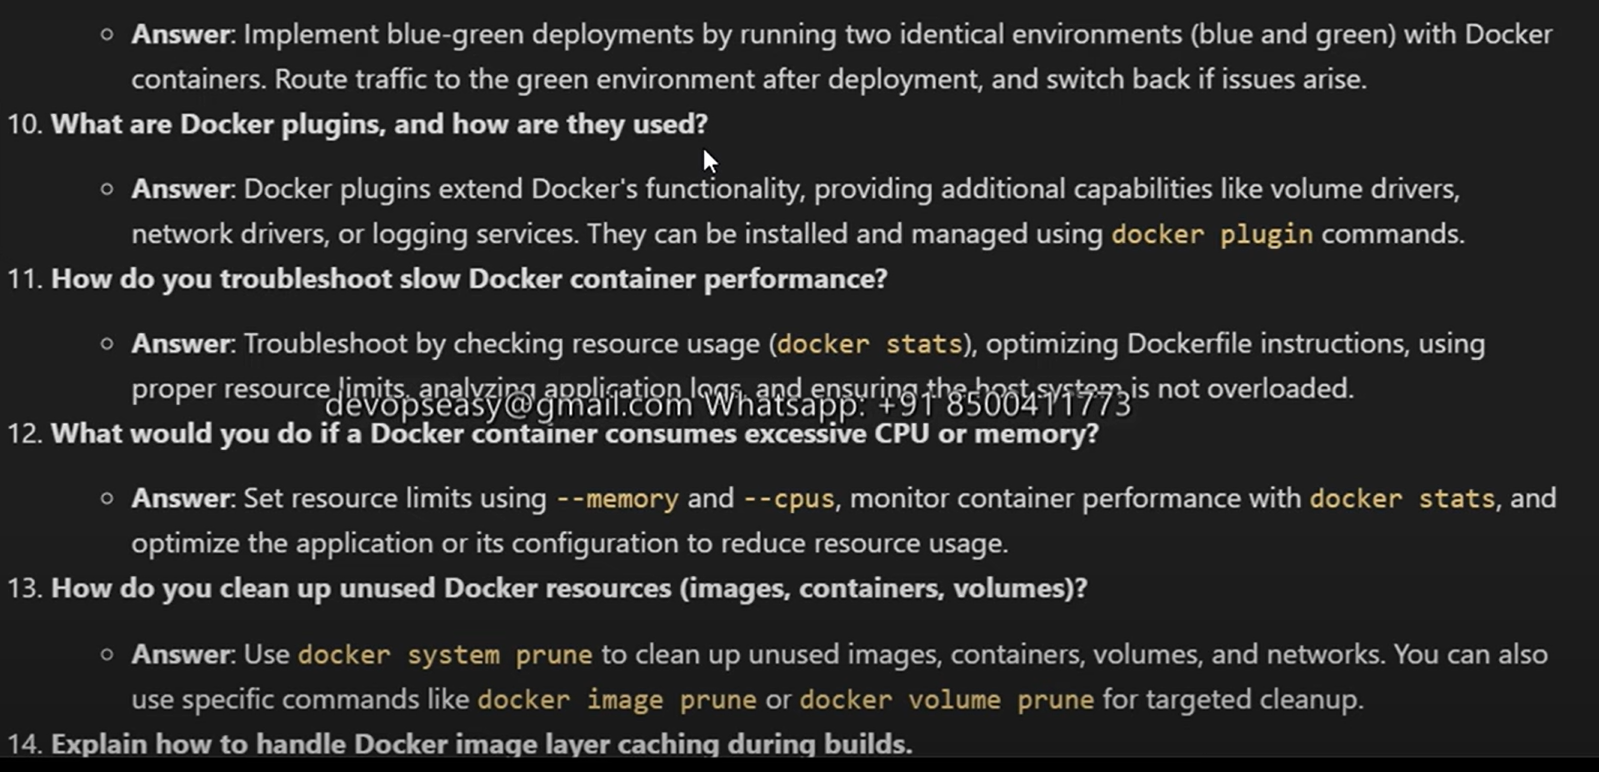 ○ Answer: Implement blue-green deployments by running two identical environments (blue and green) with Docker
containers. Route traffic to the green environment after deployment, and switch back if issues arise.
10. What are Docker plugins, and how are they used?
○ Answer: Docker plugins extend Docker's functionality, providing additional capabilities like volume drivers,
network drivers, or logging services. They can be installed and managed using docker plugin commands.
11. How do you troubleshoot slow Docker container performance?
○ Answer: Troubleshoot by checking resource usage (docker stats), optimizing Dockerfile instructions, using
proper resource limits, analyzing application logs, and ensuring the host system is not overloaded.
devopseasy@gmail.com Whatsapp: +91 8500411773
12. What would you do if a Docker container consumes excessive CPU or memory?
○ Answer: Set resource limits using --memory and --cpus, monitor container performance with docker stats, and
optimize the application or its configuration to reduce resource usage.
13. How do you clean up unused Docker resources (images, containers, volumes)?
○ Answer: Use docker system prune to clean up unused images, containers, volumes, and networks. You can also
use specific commands like docker image prune or docker volume prune for targeted cleanup.
14. Explain how to handle Docker image layer caching during builds.